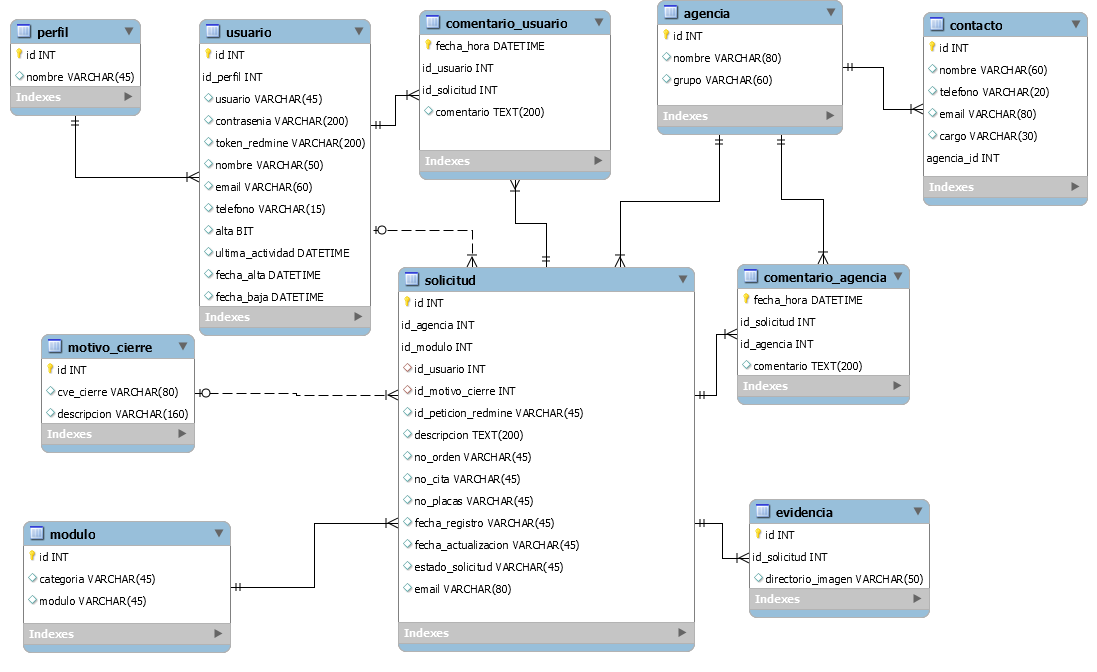 perfil
id INT
nombre VARCHAR(45)
Indexes
usuario
id INT
id_perfil INT
usuario VARCHAR(45)
contrasenia VARCHAR(200)
token_redmine VARCHAR(200)
nombre VARCHAR(50)
email VARCHAR(60)
telefono VARCHAR(15)
alta BIT
ultima_actividad DATETIME
fecha_alta DATETIME
fecha_baja DATETIME
Indexes
comentario_usuario
fecha_hora DATETIME
id_usuario INT
id_solicitud INT
comentario TEXT(200)
Indexes
agencia
id INT
nombre VARCHAR(80)
grupo VARCHAR(60)
Indexes
contacto
id INT
nombre VARCHAR(60)
telefono VARCHAR(20)
email VARCHAR(80)
cargo VARCHAR(30)
agencia_id INT
Indexes
motivo_cierre
id INT
cve_cierre VARCHAR(80)
descripcion VARCHAR(160)
Indexes
solicitud
id INT
id_agencia INT
id_modulo INT
id_usuario INT
id_motivo_cierre INT
id_peticion_redmine VARCHAR(45)
descripcion TEXT(200)
no_orden VARCHAR(45)
no_cita VARCHAR(45)
no_placas VARCHAR(45)
fecha_registro VARCHAR(45)
fecha_actualizacion VARCHAR(45)
estado_solicitud VARCHAR(45)
email VARCHAR(80)
Indexes
comentario_agencia
fecha_hora DATETIME
id_solicitud INT
id_agencia INT
comentario TEXT(200)
Indexes
modulo
id INT
categoria VARCHAR(45)
modulo VARCHAR(45)
Indexes
evidencia
id INT
id_solicitud INT
directorio_imagen VARCHAR(50)
Indexes